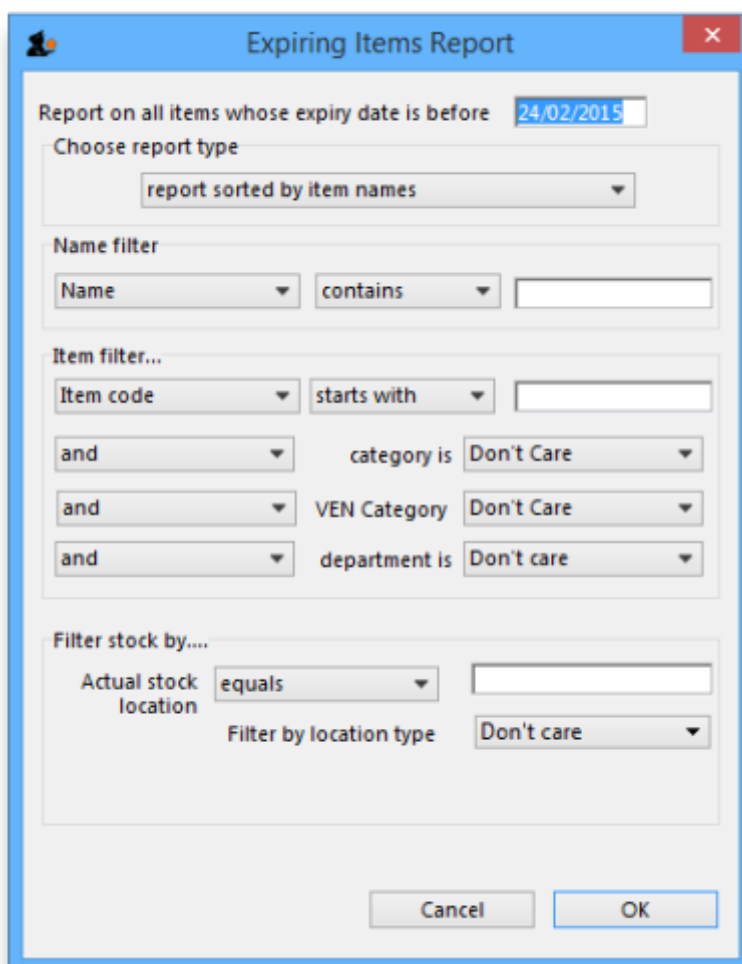 Expiring Items Report
Report on all items whose expiry date is before 24/02/2015
Choose report type
report sorted by item names
Name filter
Name contains
Item filter...
Item code starts with
and category is Don't Care
and VEN Category Don't Care
and department is Don't care
Filter stock by....
Actual stock location equals
Filter by location type Don't care
Cancel OK